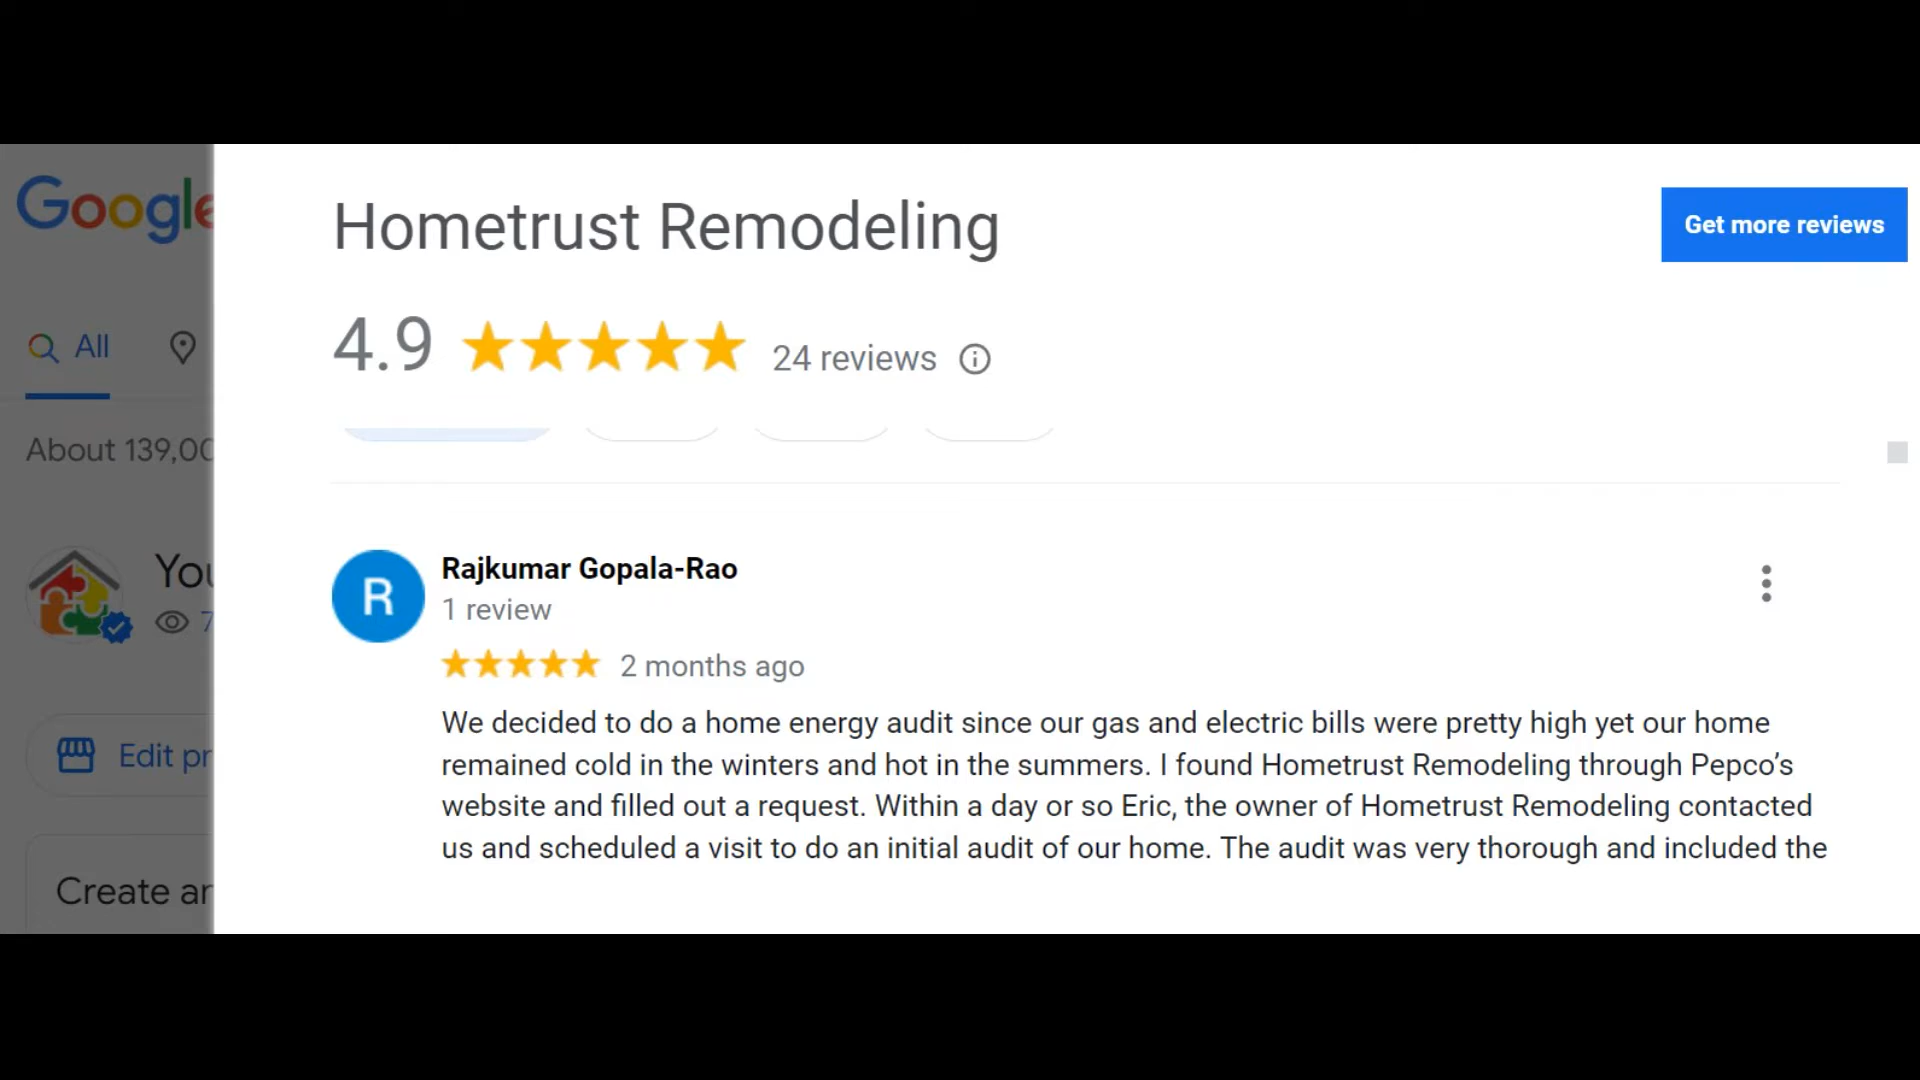 Google
Hometrust Remodeling
Get more reviews
4.9
24 reviews
All
About 139,00
Rajkumar Gopala-Rao
1 review
You
7
2 months ago
We decided to do a home energy audit since our gas and electric bills were pretty high yet our home
remained cold in the winters and hot in the summers. I found Hometrust Remodeling through Pepco’s
website and filled out a request. Within a day or so Eric, the owner of Hometrust Remodeling contacted
us and scheduled a visit to do an initial audit of our home. The audit was very thorough and included the
Edit pr
Create an
R